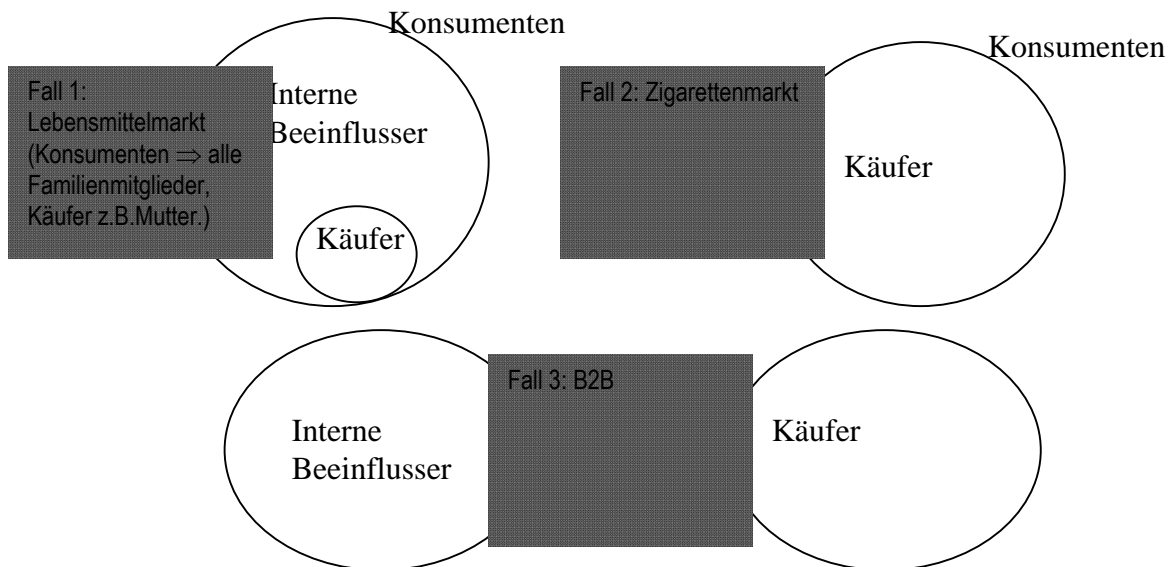 Konsumenten
Fall 1:
Lebensmittelmarkt
(Konsumenten ⇒ alle
Familienmitglieder,
Käufer z.B.Mutter.)
Interne
Beeinflusser
Käufer
Konsumenten
Fall 2: Zigarettenmarkt
Käufer
Fall 3: B2B
Interne
Beeinflusser
Käufer